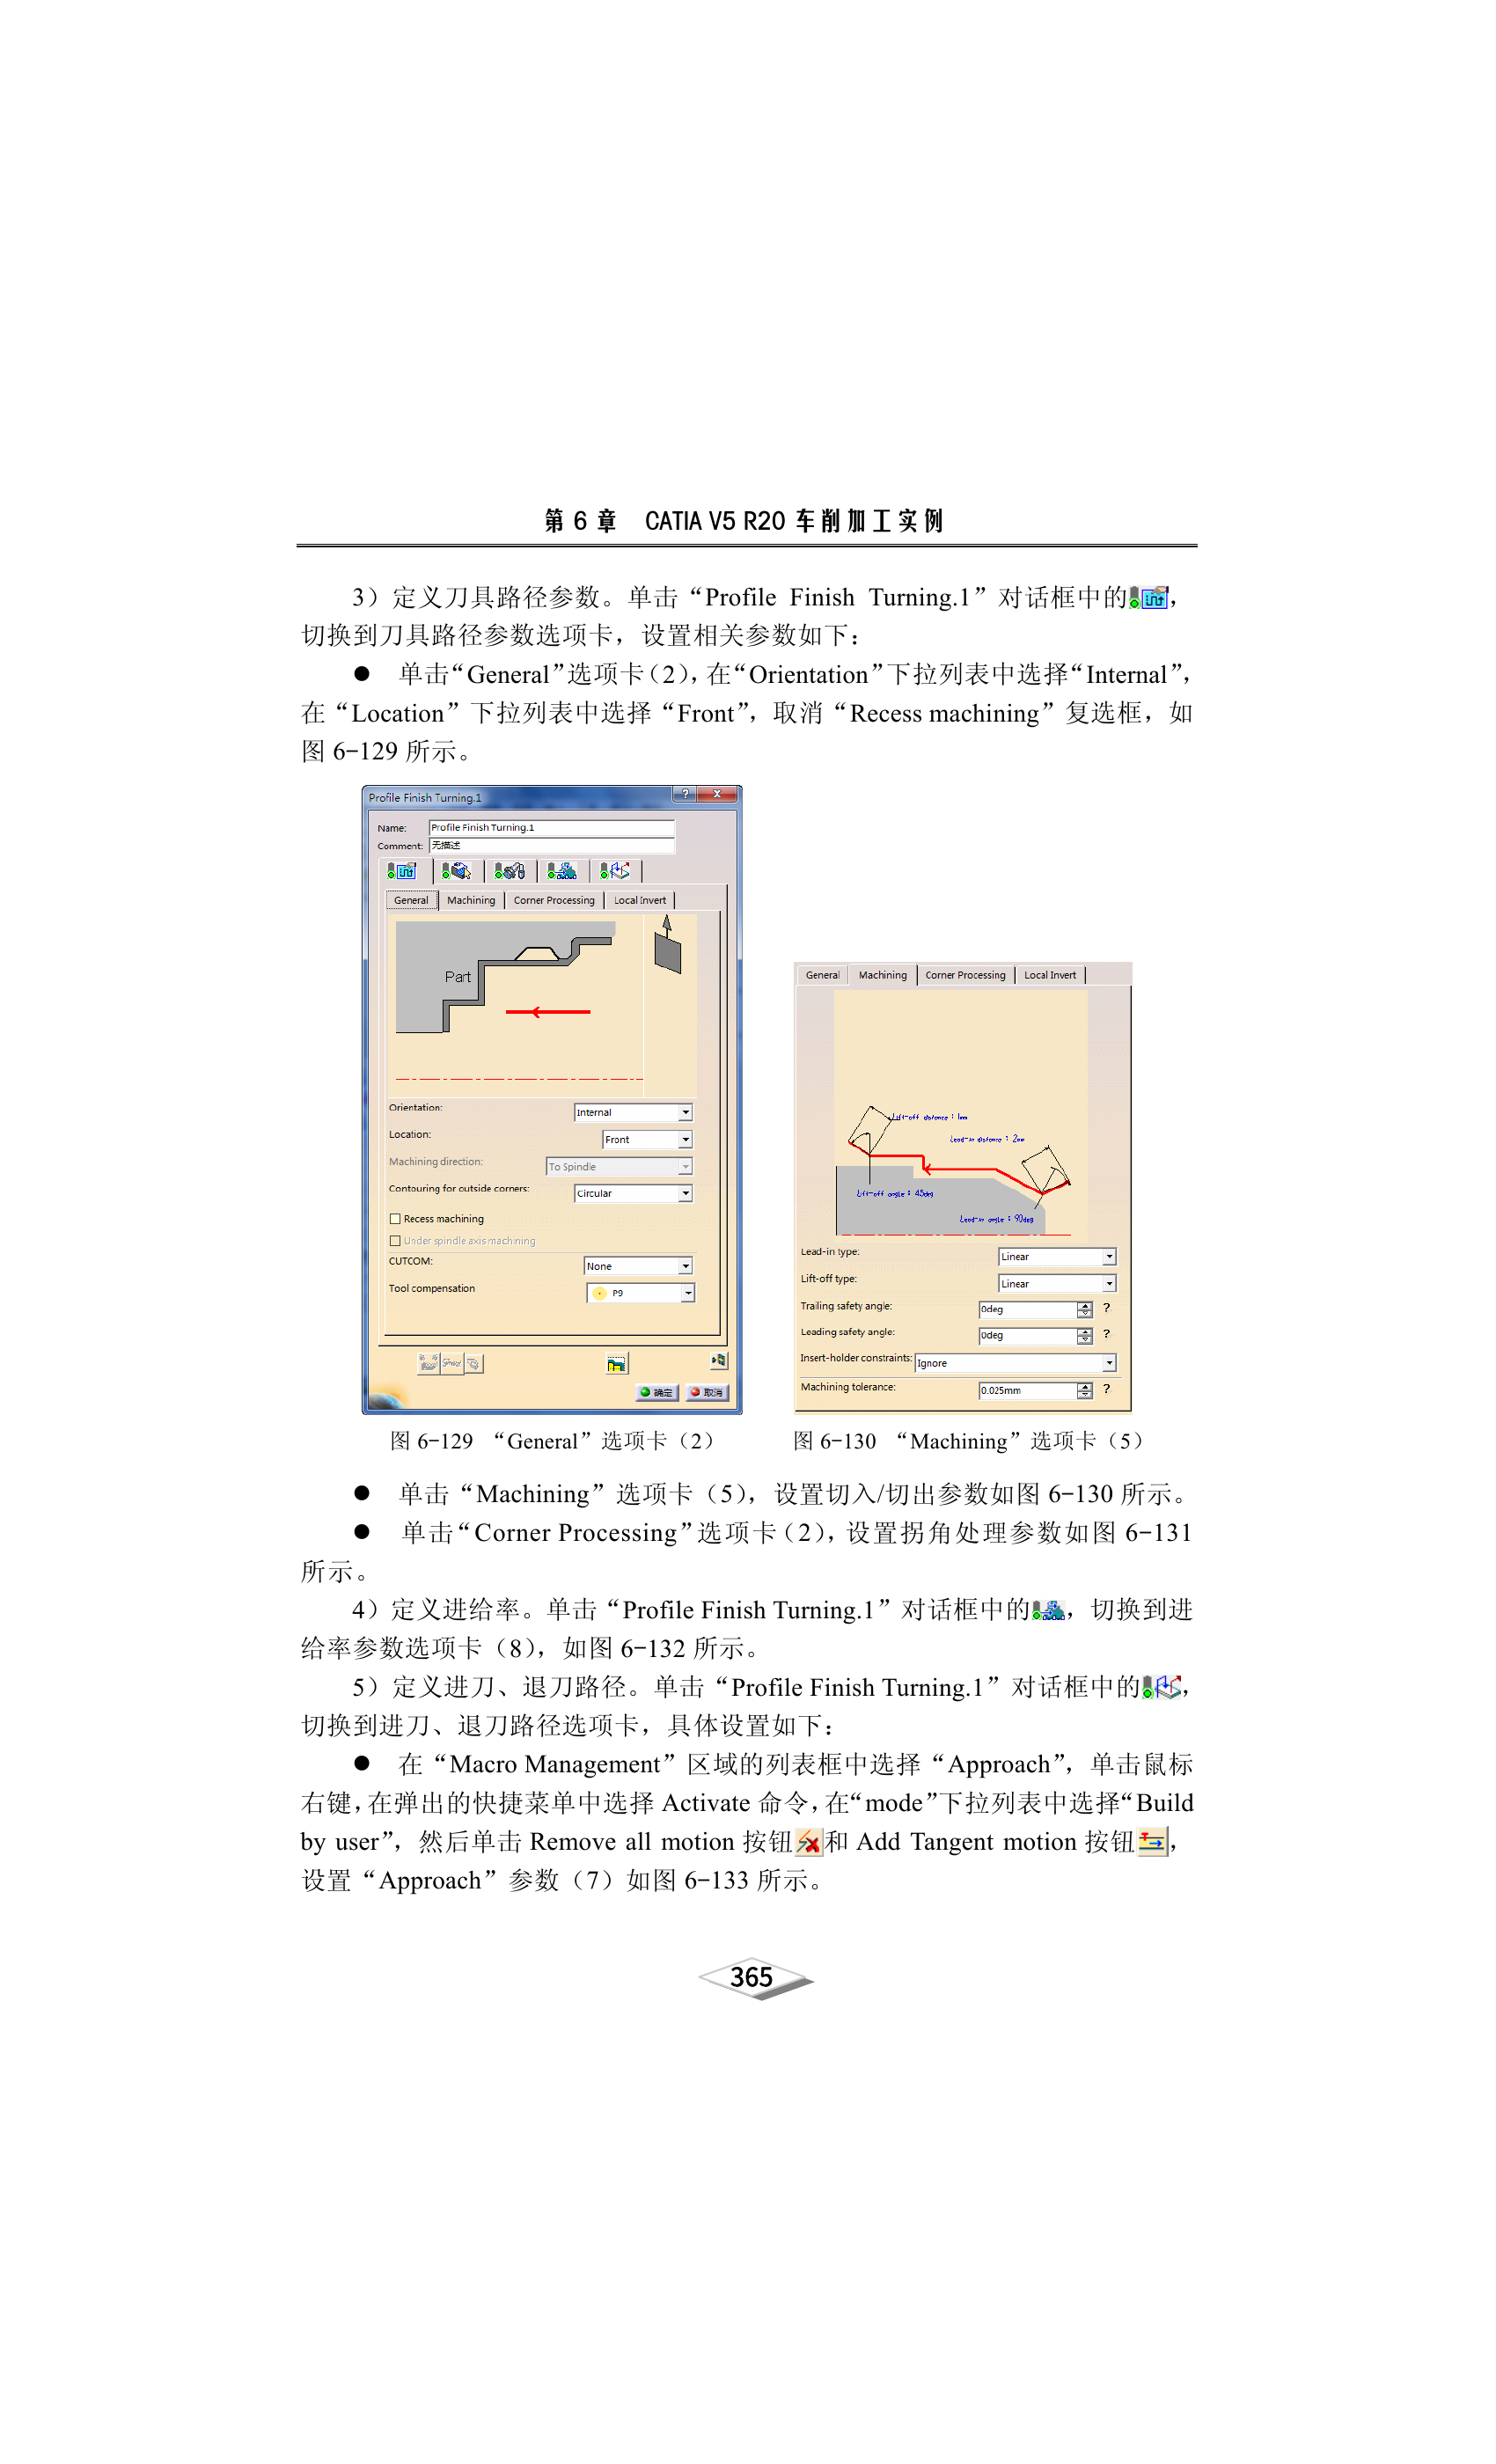 第 6 章 CATIA V5 R20 车削加工实例
3）定义刀具路径参数。单击“Profile Finish Turning.1”对话框中的，
切换到刀具路径参数选项卡，设置相关参数如下：
● 单击“General”选项卡（2），在“Orientation”下拉列表中选择“Internal”，
在“Location”下拉列表中选择“Front”，取消“Recess machining”复选框，如
图 6-129 所示。
Profile Finish Turning.1
Name: Profile Finish Turning.1
Comment: 无描述
General Machining Corner Processing Local Invert
Part
Orientation: Internal
Location: Front
Machining direction: To Spindle
Contouring for outside corners: Circular
Recess machining
Under spindle axis machining
CUTCOM: None
Tool compensation P9
确定 取消
General Machining Corner Processing Local Invert
Lift-off distance : 1mm
Lead-in distance : 2mm
Lift-off angle : 45deg
Lead-in angle : 90deg
Lead-in type: Linear
Lift-off type: Linear
Trailing safety angle: 0deg ?
Leading safety angle: 0deg ?
Insert-holder constraints: Ignore
Machining tolerance: 0.025mm ?
图 6-129 “General”选项卡（2）
图 6-130 “Machining”选项卡（5）
● 单击“Machining”选项卡（5），设置切入/切出参数如图 6-130 所示。
● 单击“Corner Processing”选项卡（2），设置拐角处理参数如图 6-131
所示。
4）定义进给率。单击“Profile Finish Turning.1”对话框中的，切换到进
给率参数选项卡（8），如图 6-132 所示。
5）定义进刀、退刀路径。单击“Profile Finish Turning.1”对话框中的，
切换到进刀、退刀路径选项卡，具体设置如下：
● 在“Macro Management”区域的列表框中选择“Approach”，单击鼠标
右键，在弹出的快捷菜单中选择 Activate 命令，在“mode”下拉列表中选择“Build
by user”，然后单击 Remove all motion 按钮和 Add Tangent motion 按钮，
设置“Approach”参数（7）如图 6-133 所示。
365